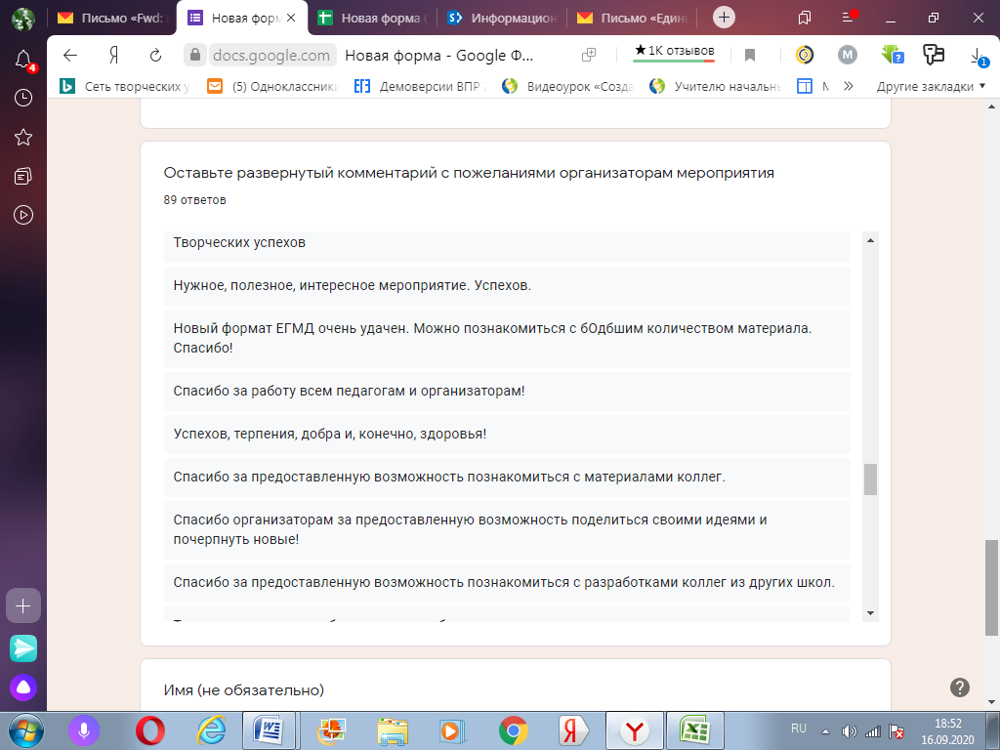 Письмо «Fwd:
Новая форм
Новая форма (
Информацион
Письмо «Един
4
docs.google.com
Новая форма - Google Ф...
★1K отзывов
M
?
1
Сеть творческих у
(5) Одноклассники
Демоверсии ВПР
Видеоурок «Созда
Учителю начальн
М
Другие закладки
Оставьте развернутый комментарий с пожеланиями организаторам мероприятия
89 ответов
Творческих успехов
Нужное, полезное, интересное мероприятие. Успехов.
Новый формат ЕГМД очень удачен. Можно познакомиться с бОдбшим количеством материала.
Спасибо!
Спасибо за работу всем педагогам и организаторам!
Успехов, терпения, добра и, конечно, здоровья!
Спасибо за предоставленную возможность познакомиться с материалами коллег.
Спасибо организаторам за предоставленную возможность поделиться своими идеями и
почерпнуть новые!
Спасибо за предоставленную возможность познакомиться с разработками коллег из других школ.
Имя (не обязательно)
RU
18:52
16.09.2020